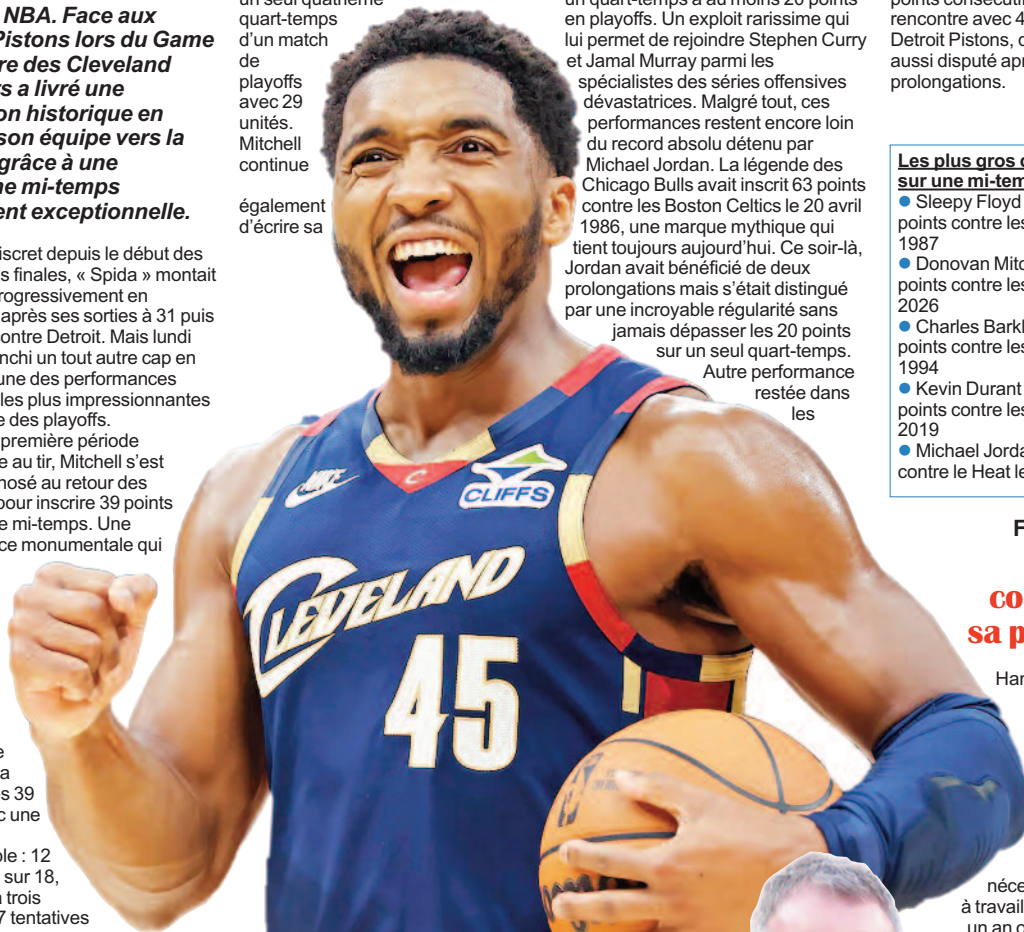 NBA. Face aux
Pistons lors du Game
re des Cleveland
rs a livré une
on historique en
son équipe vers la
grâce à une
ne mi-temps
ent exceptionnelle.
iscret depuis le début des
s finales, « Spida » montait
rogressivement en
après ses sorties à 31 puis
contre Detroit. Mais lundi
nchi un tout autre cap en
une des performances
les plus impressionnantes
e des playoffs.
première période
e au tir, Mitchell s’est
hosé au retour des
pour inscrire 39 points
e mi-temps. Une
ce monumentale qui
e
a
s 39
c une
ble : 12
sur 18,
à trois
7 tentatives
un seul quatrième
quart-temps
d’un match
de
playoffs
avec 29
unités.
Mitchell
continue
également
d’écrire sa
un quart-temps à au moins 20 points
en playoffs. Un exploit rarissime qui
lui permet de rejoindre Stephen Curry
et Jamal Murray parmi les
spécialistes des séries offensives
dévastatrices. Malgré tout, ces
performances restent encore loin
du record absolu détenu par
Michael Jordan. La légende des
Chicago Bulls avait inscrit 63 points
contre les Boston Celtics le 20 avril
1986, une marque mythique qui
tient toujours aujourd’hui. Ce soir-là,
Jordan avait bénéficié de deux
prolongations mais s’était distingué
par une incroyable régularité sans
jamais dépasser les 20 points
sur un seul quart-temps.
Autre performance
restée dans
les
points consécuti
rencontre avec 4
Detroit Pistons, c
aussi disputé apr
prolongations.
Les plus gros c
sur une mi-tem
● Sleepy Floyd
points contre les
1987
● Donovan Mitc
points contre les
2026
● Charles Barkl
points contre les
1994
● Kevin Durant
points contre les
2019
● Michael Jorda
contre le Heat le
F
co
sa p
Har
néce
à travail
un an d
NIKE
C
CLIFFS
CLEVELAND
45